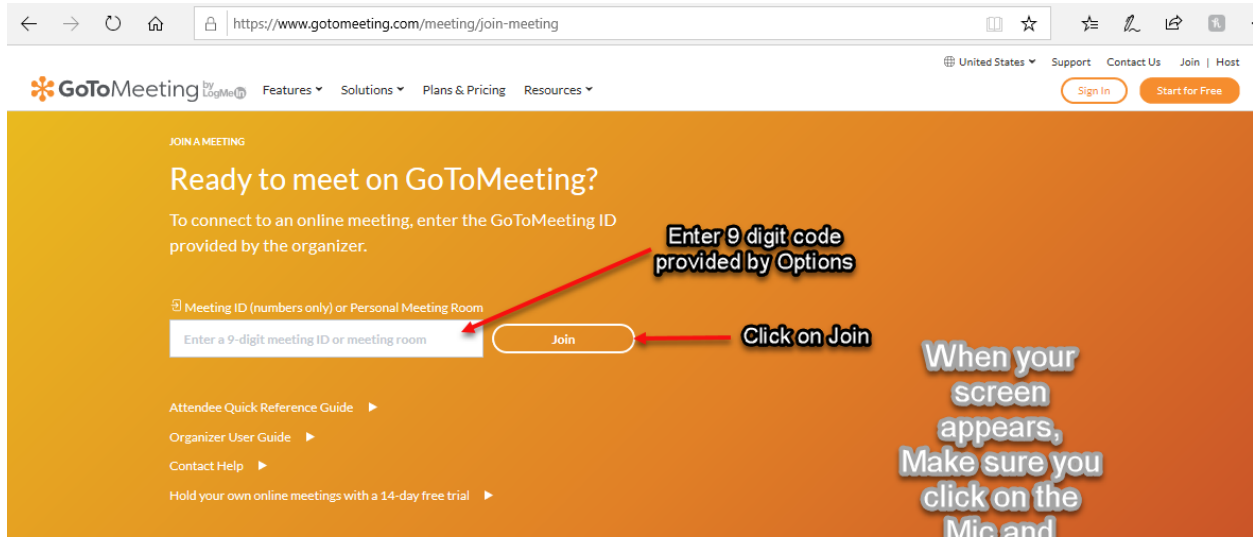 https://www.gotomeeting.com/meeting/join-meeting
United States Support Contact Us Join | Host
GoToMeeting by LogMeIn Features Solutions Plans & Pricing Resources Sign In Start for Free
JOIN A MEETING
Ready to meet on GoToMeeting?
To connect to an online meeting, enter the GoToMeeting ID
provided by the organizer.
Enter 9 digit code
provided by Options
Meeting ID (numbers only) or Personal Meeting Room
Enter a 9-digit meeting ID or meeting room
Join
Click on Join
When your
screen
appears,
Make sure you
click on the
Mic and
Attendee Quick Reference Guide
Organizer User Guide
Contact Help
Hold your own online meetings with a 14-day free trial